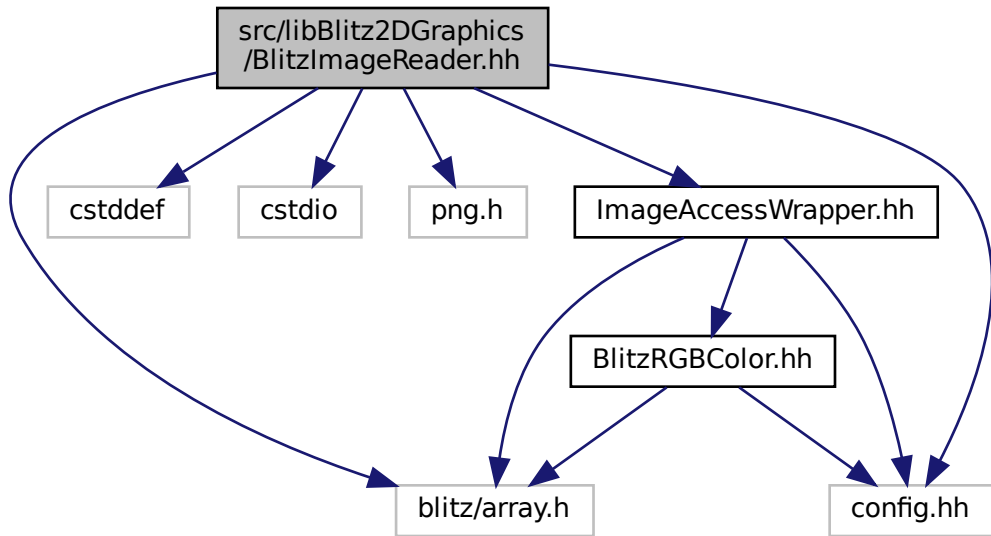 src/libBlitz2DGraphics
/BlitzImageReader.hh
cstddef
cstdio
png.h
ImageAccessWrapper.hh
BlitzRGBColor.hh
blitz/array.h
config.hh